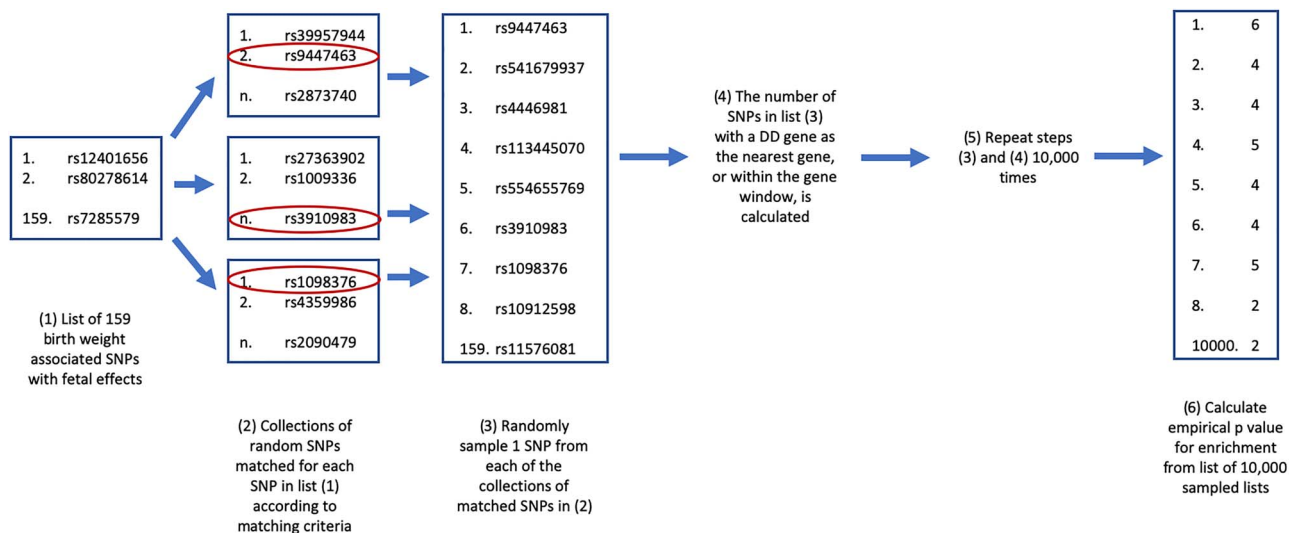 1. rs12401656
2. rs80278614
159. rs7285579
(1) List of 159
birth weight
associated SNPs
with fetal effects
1. rs39957944
2. rs9447463
n. rs2873740
1. rs27363902
2. rs1009336
n. rs3910983
1. rs1098376
2. rs4359986
n. rs2090479
(2) Collections of
random SNPs
matched for each
SNP in list (1)
according to
matching criteria
1. rs9447463
2. rs541679937
3. rs4446981
4. rs113445070
5. rs554655769
6. rs3910983
7. rs1098376
8. rs10912598
159. rs11576081
(3) Randomly
sample 1 SNP from
each of the
collections of
matched SNPs in (2)
(4) The number of
SNPs in list (3)
with a DD gene as
the nearest gene,
or within the gene
window, is
calculated
(5) Repeat steps
(3) and (4) 10,000
times
1. 6
2. 4
3. 4
4. 5
5. 4
6. 4
7. 5
8. 2
10000. 2
(6) Calculate
empirical p value
for enrichment
from list of 10,000
sampled lists